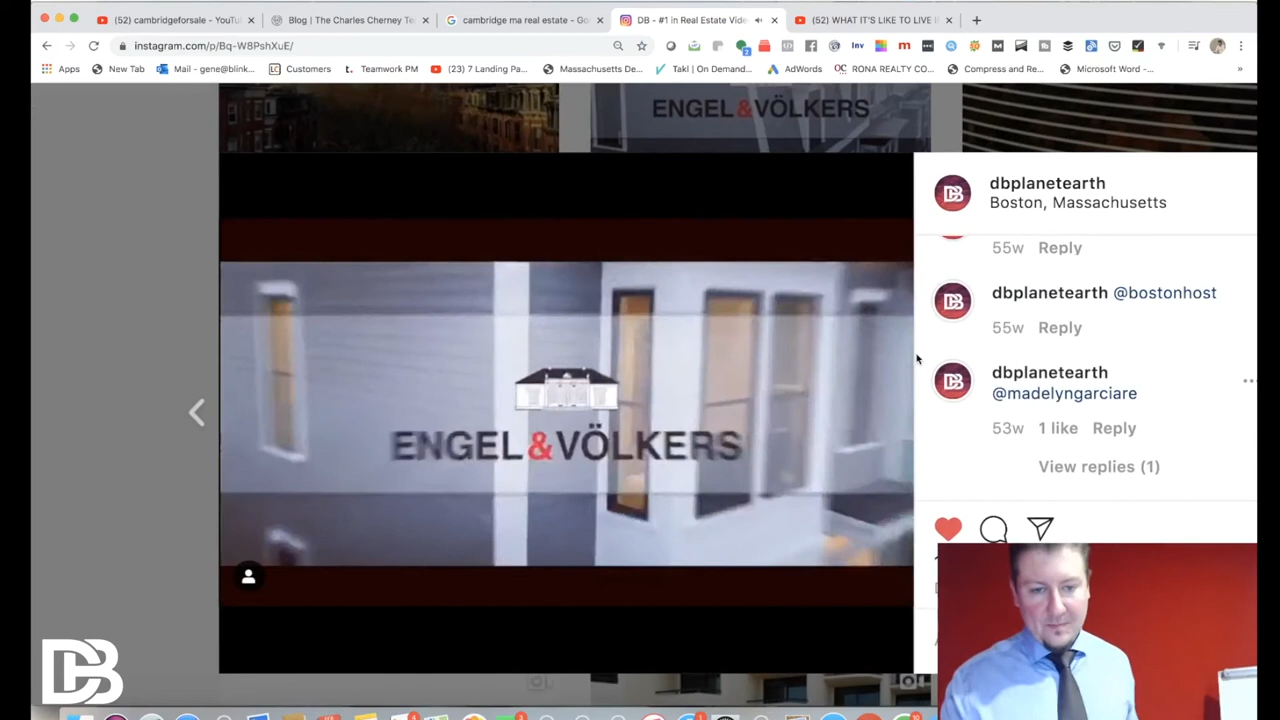 (52) cambridgeforsale - YouTu
Blog | The Charles Cherney Te
cambridge ma real estate - Go
DB - #1 in Real Estate Vide
(52) WHAT IT'S LIKE TO LIVE I
instagram.com/p/Bq-W8PshXuE/
Apps
New Tab
Mail - gene@blink...
Customers
Teamwork PM
(23) 7 Landing Pa...
Massachusetts De...
Takl | On Demand...
AdWords
RONA REALTY CO...
Compress and Re...
Microsoft Word -...
ENGEL&VÖLKERS
dbplanetearth
Boston, Massachusetts
55w Reply
dbplanetearth @bostonhost
55w Reply
dbplanetearth
@madelyngarciare
53w 1 like Reply
View replies (1)
ENGEL&VÖLKERS
DB